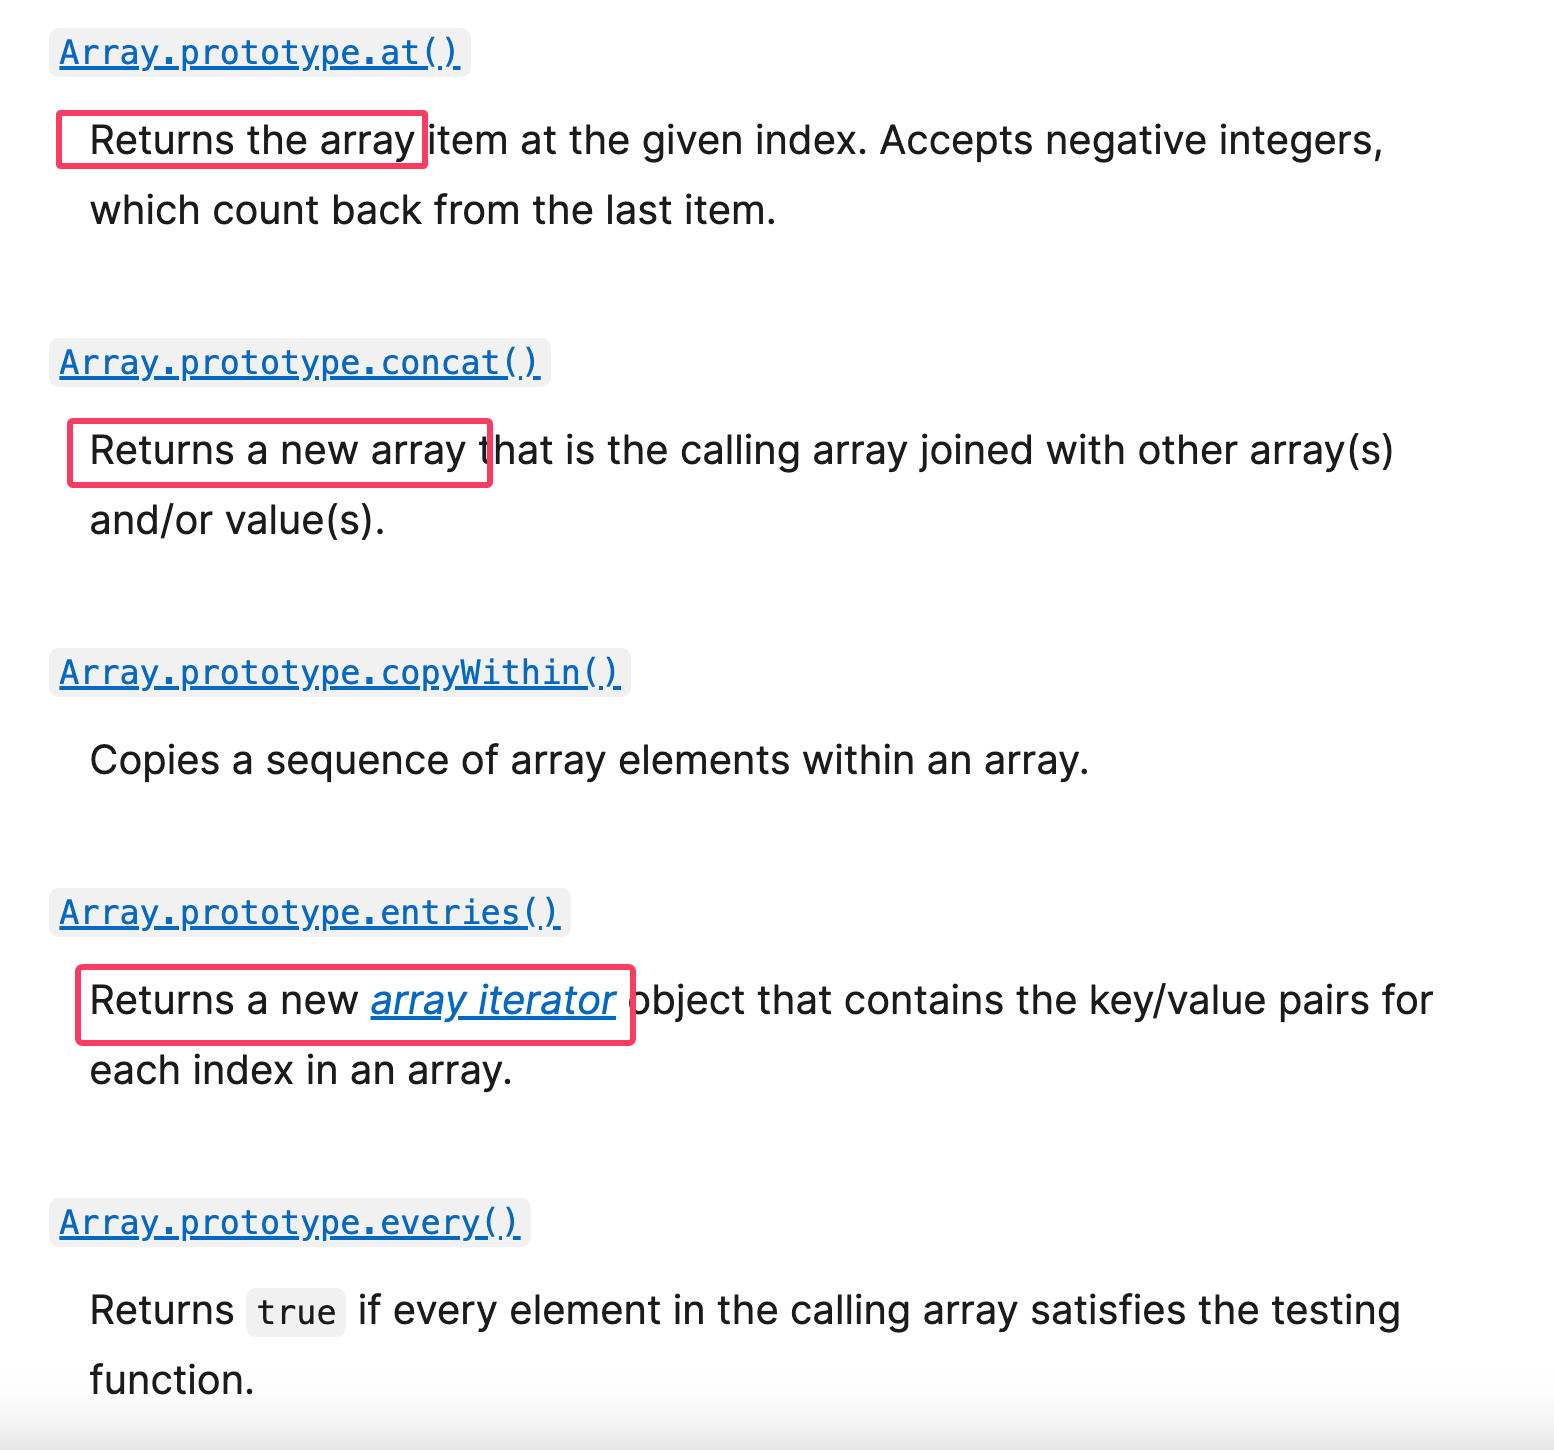 Array.prototype.at()
Returns the array item at the given index. Accepts negative integers,
which count back from the last item.
Array.prototype.concat()
Returns a new array that is the calling array joined with other array(s)
and/or value(s).
Array.prototype.copyWithin()
Copies a sequence of array elements within an array.
Array.prototype.entries()
Returns a new array iterator object that contains the key/value pairs for
each index in an array.
Array.prototype.every()
Returns true if every element in the calling array satisfies the testing
function.